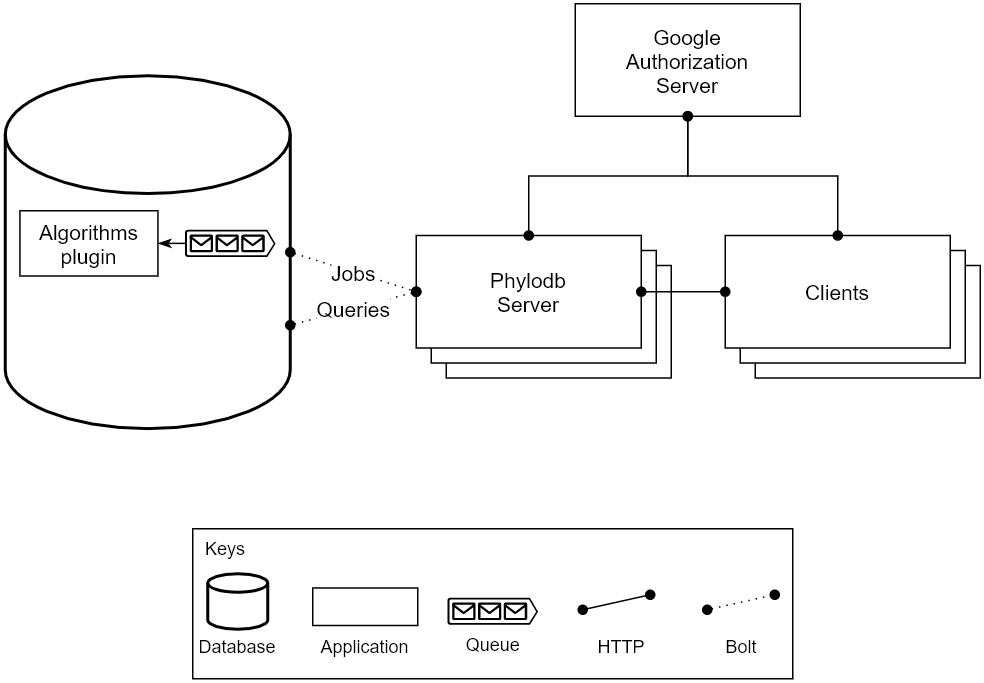 Google
Authorization
Server
Algorithms
plugin
Jobs
Queries
Phylodb
Server
Clients
Keys
Database
Application
Queue
HTTP
Bolt